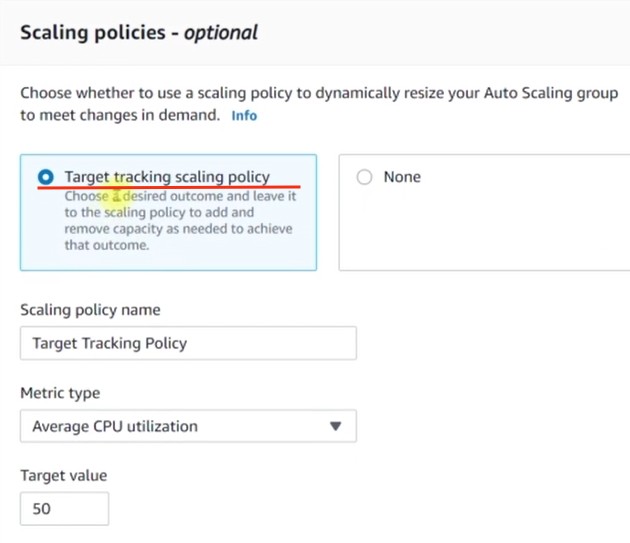 Scaling policies - optional
Choose whether to use a scaling policy to dynamically resize your Auto Scaling group
to meet changes in demand. Info
Target tracking scaling policy
Choose a desired outcome and leave it
to the scaling policy to add and
remove capacity as needed to achieve
that outcome.
None
Scaling policy name
Target Tracking Policy
Metric type
Average CPU utilization
Target value
50